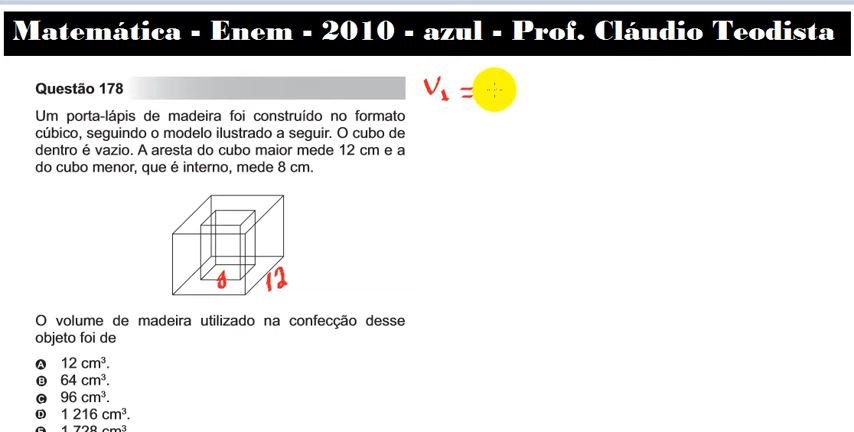 Matemática - Enem - 2010 - azul - Prof. Cláudio Teodista
Questão 178
V₁ =
Um porta-lápis de madeira foi construído no formato
cúbico, seguindo o modelo ilustrado a seguir. O cubo de
dentro é vazio. A aresta do cubo maior mede 12 cm e a
do cubo menor, que é interno, mede 8 cm.
8 12
O volume de madeira utilizado na confecção desse
objeto foi de
A 12 cm³.
B 64 cm³.
C 96 cm³.
D 1 216 cm³.
E 1 728 cm³